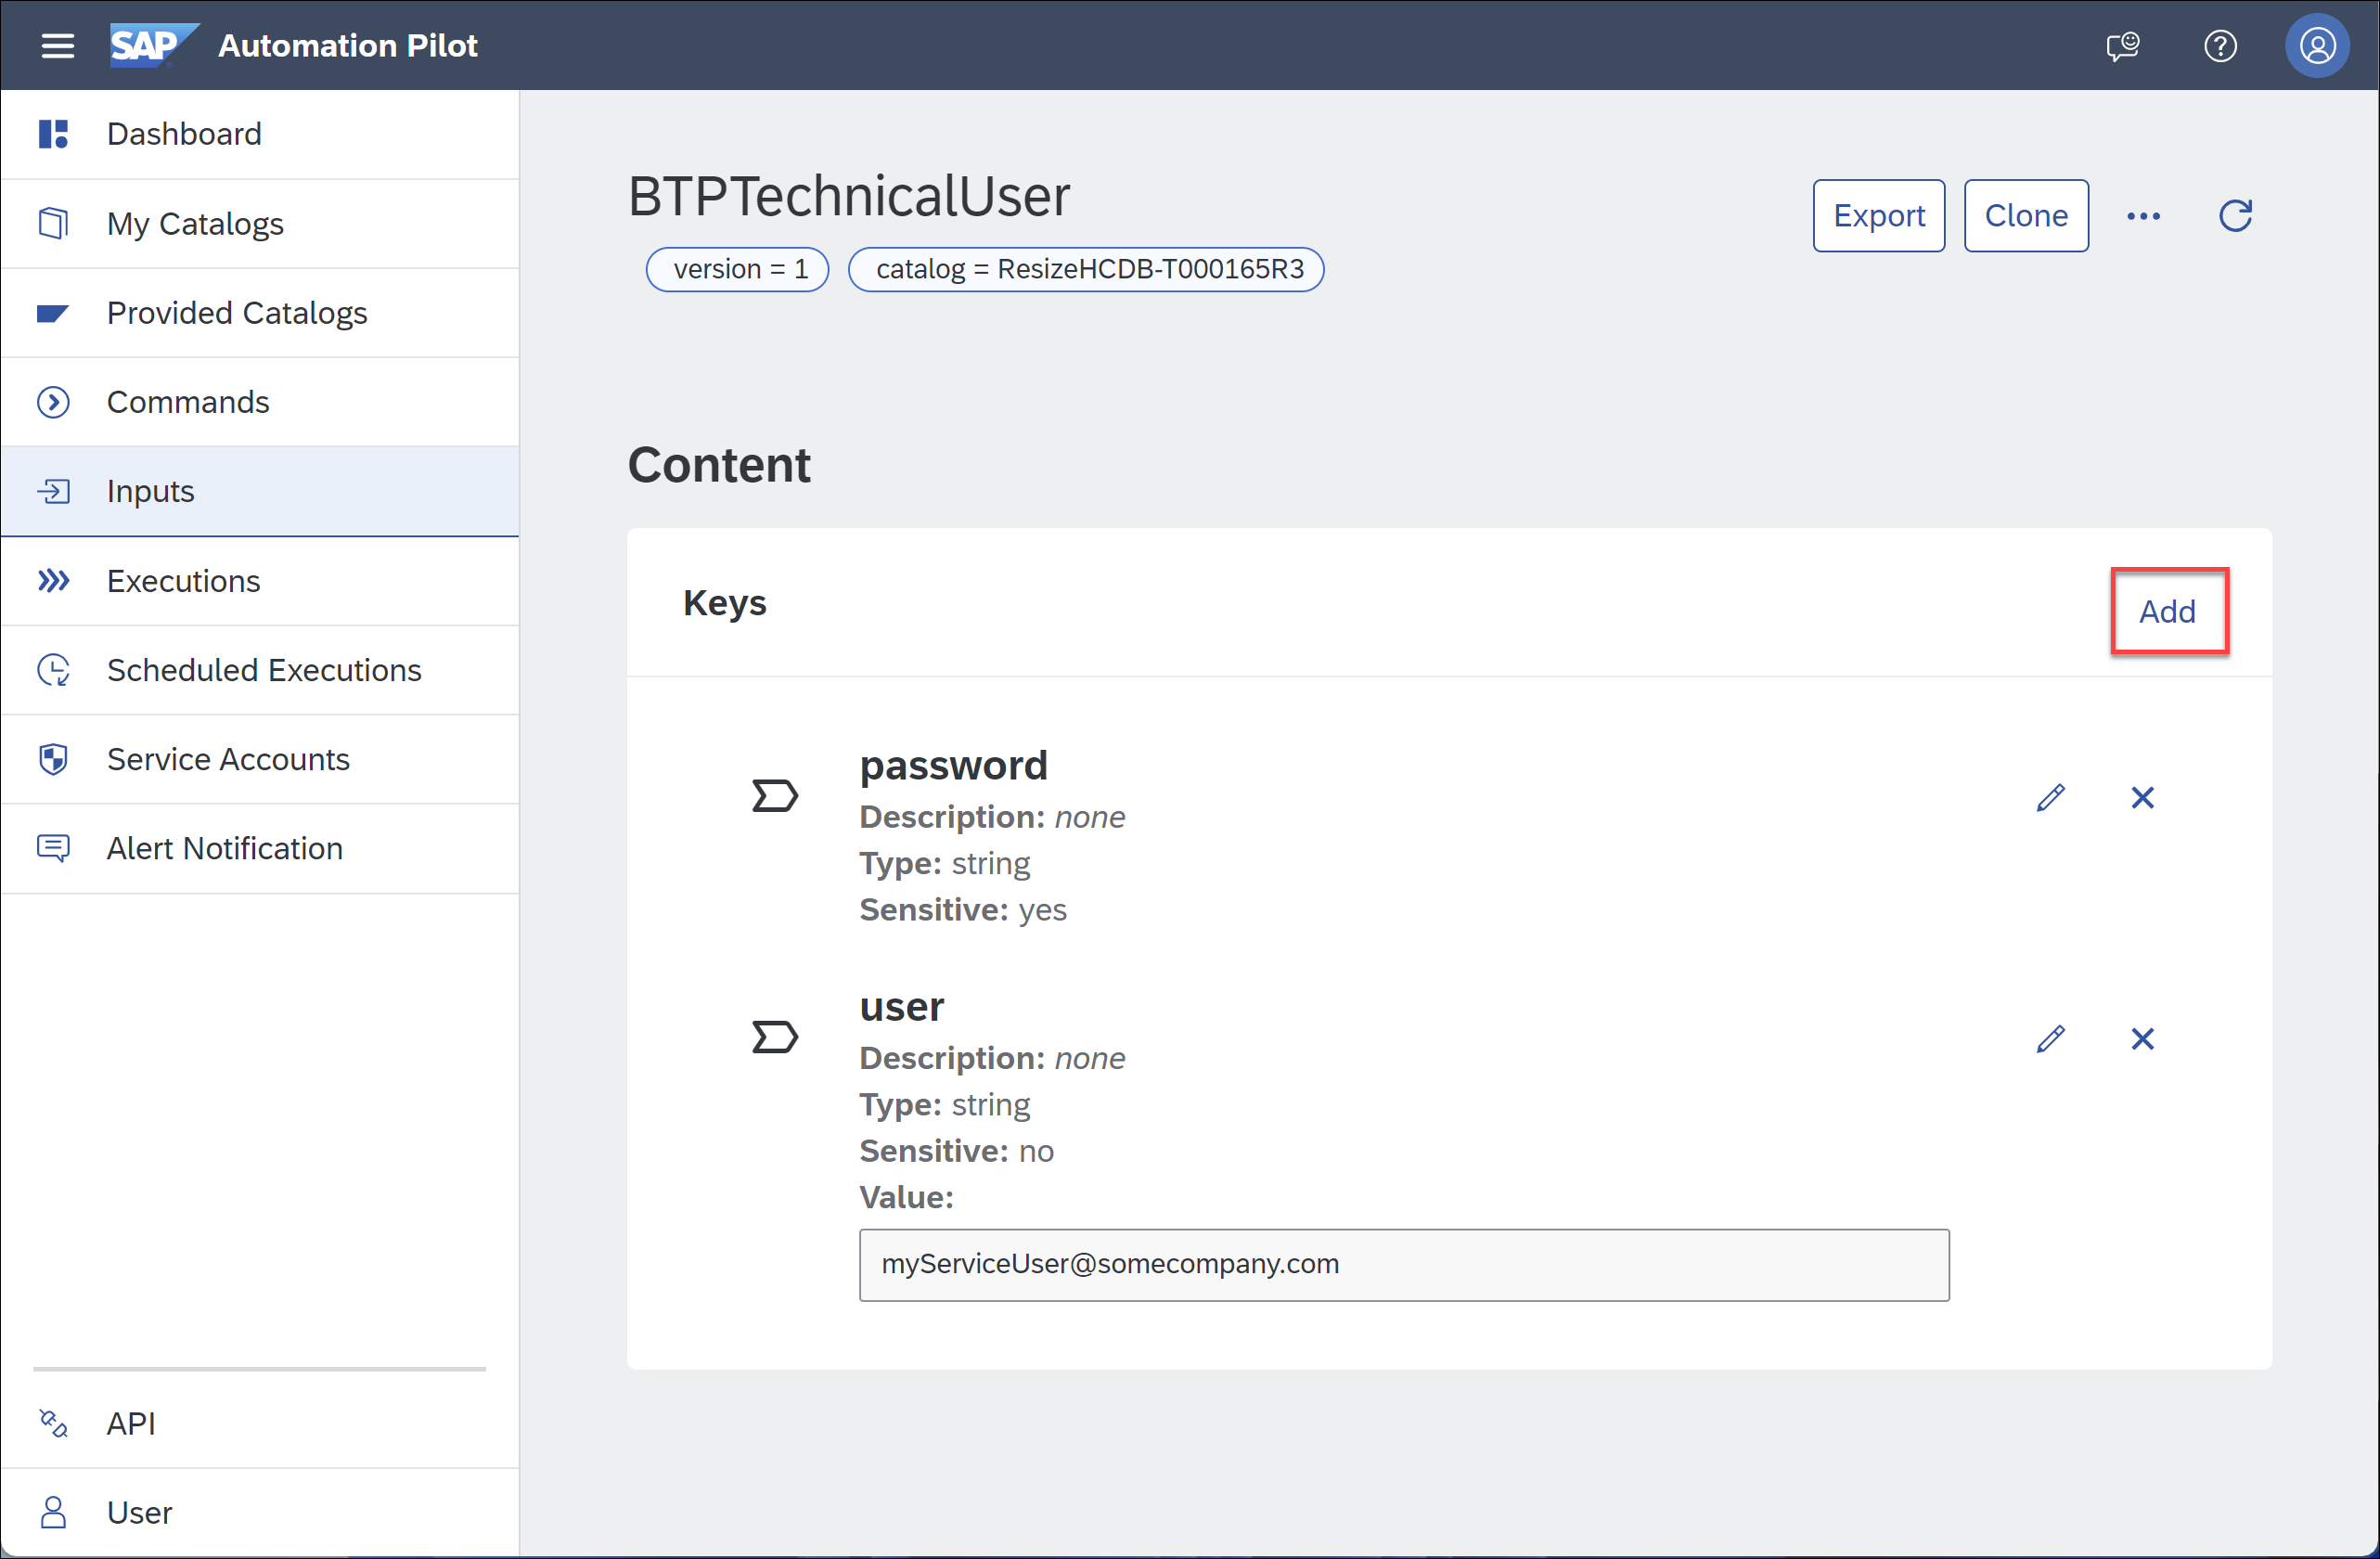 SAP Automation Pilot
Dashboard
My Catalogs
Provided Catalogs
Commands
Inputs
Executions
Scheduled Executions
Service Accounts
Alert Notification
API
User
BTPTechnicalUser
Export
Clone
version = 1
catalog = ResizeHCDB-T000165R3
Content
Keys
Add
password
Description: none
Type: string
Sensitive: yes
user
Description: none
Type: string
Sensitive: no
Value:
myServiceUser@somecompany.com